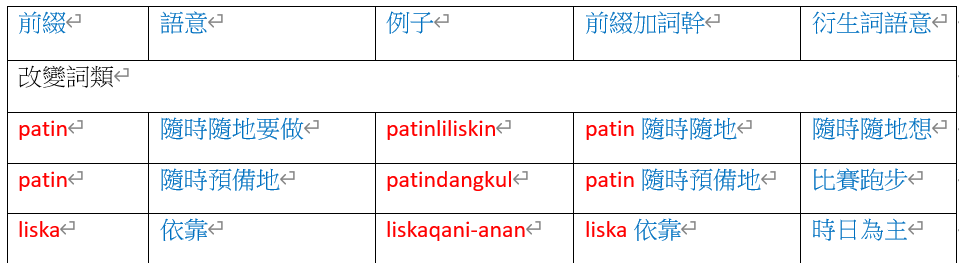 前綴 語意 例子 前綴加詞幹 衍生詞語意
改變詞類
patin 隨時隨地要做 patinliliskin patin 隨時隨地 隨時隨地想
patin 隨時預備地 patindangkul patin 隨時預備地 比賽跑步
liska 依靠 liskaqani-anan liska 依靠 時日為主